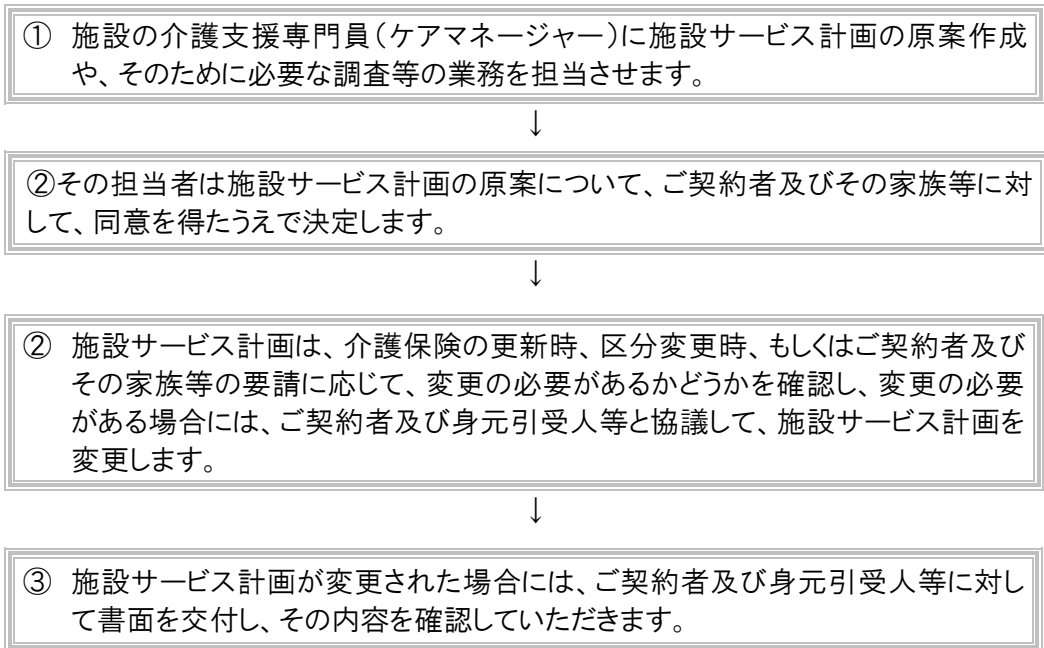 ① 施設の介護支援専門員(ケアマネージャー)に施設サービス計画の原案作成
や、そのために必要な調査等の業務を担当させます。
↓
②その担当者は施設サービス計画の原案について、ご契約者及びその家族等に対
して、同意を得たうえで決定します。
↓
② 施設サービス計画は、介護保険の更新時、区分変更時、もしくはご契約者及び
その家族等の要請に応じて、変更の必要があるかどうかを確認し、変更の必要
がある場合には、ご契約者及び身元引受人等と協議して、施設サービス計画を
変更します。
↓
③ 施設サービス計画が変更された場合には、ご契約者及び身元引受人等に対し
て書面を交付し、その内容を確認していただきます。